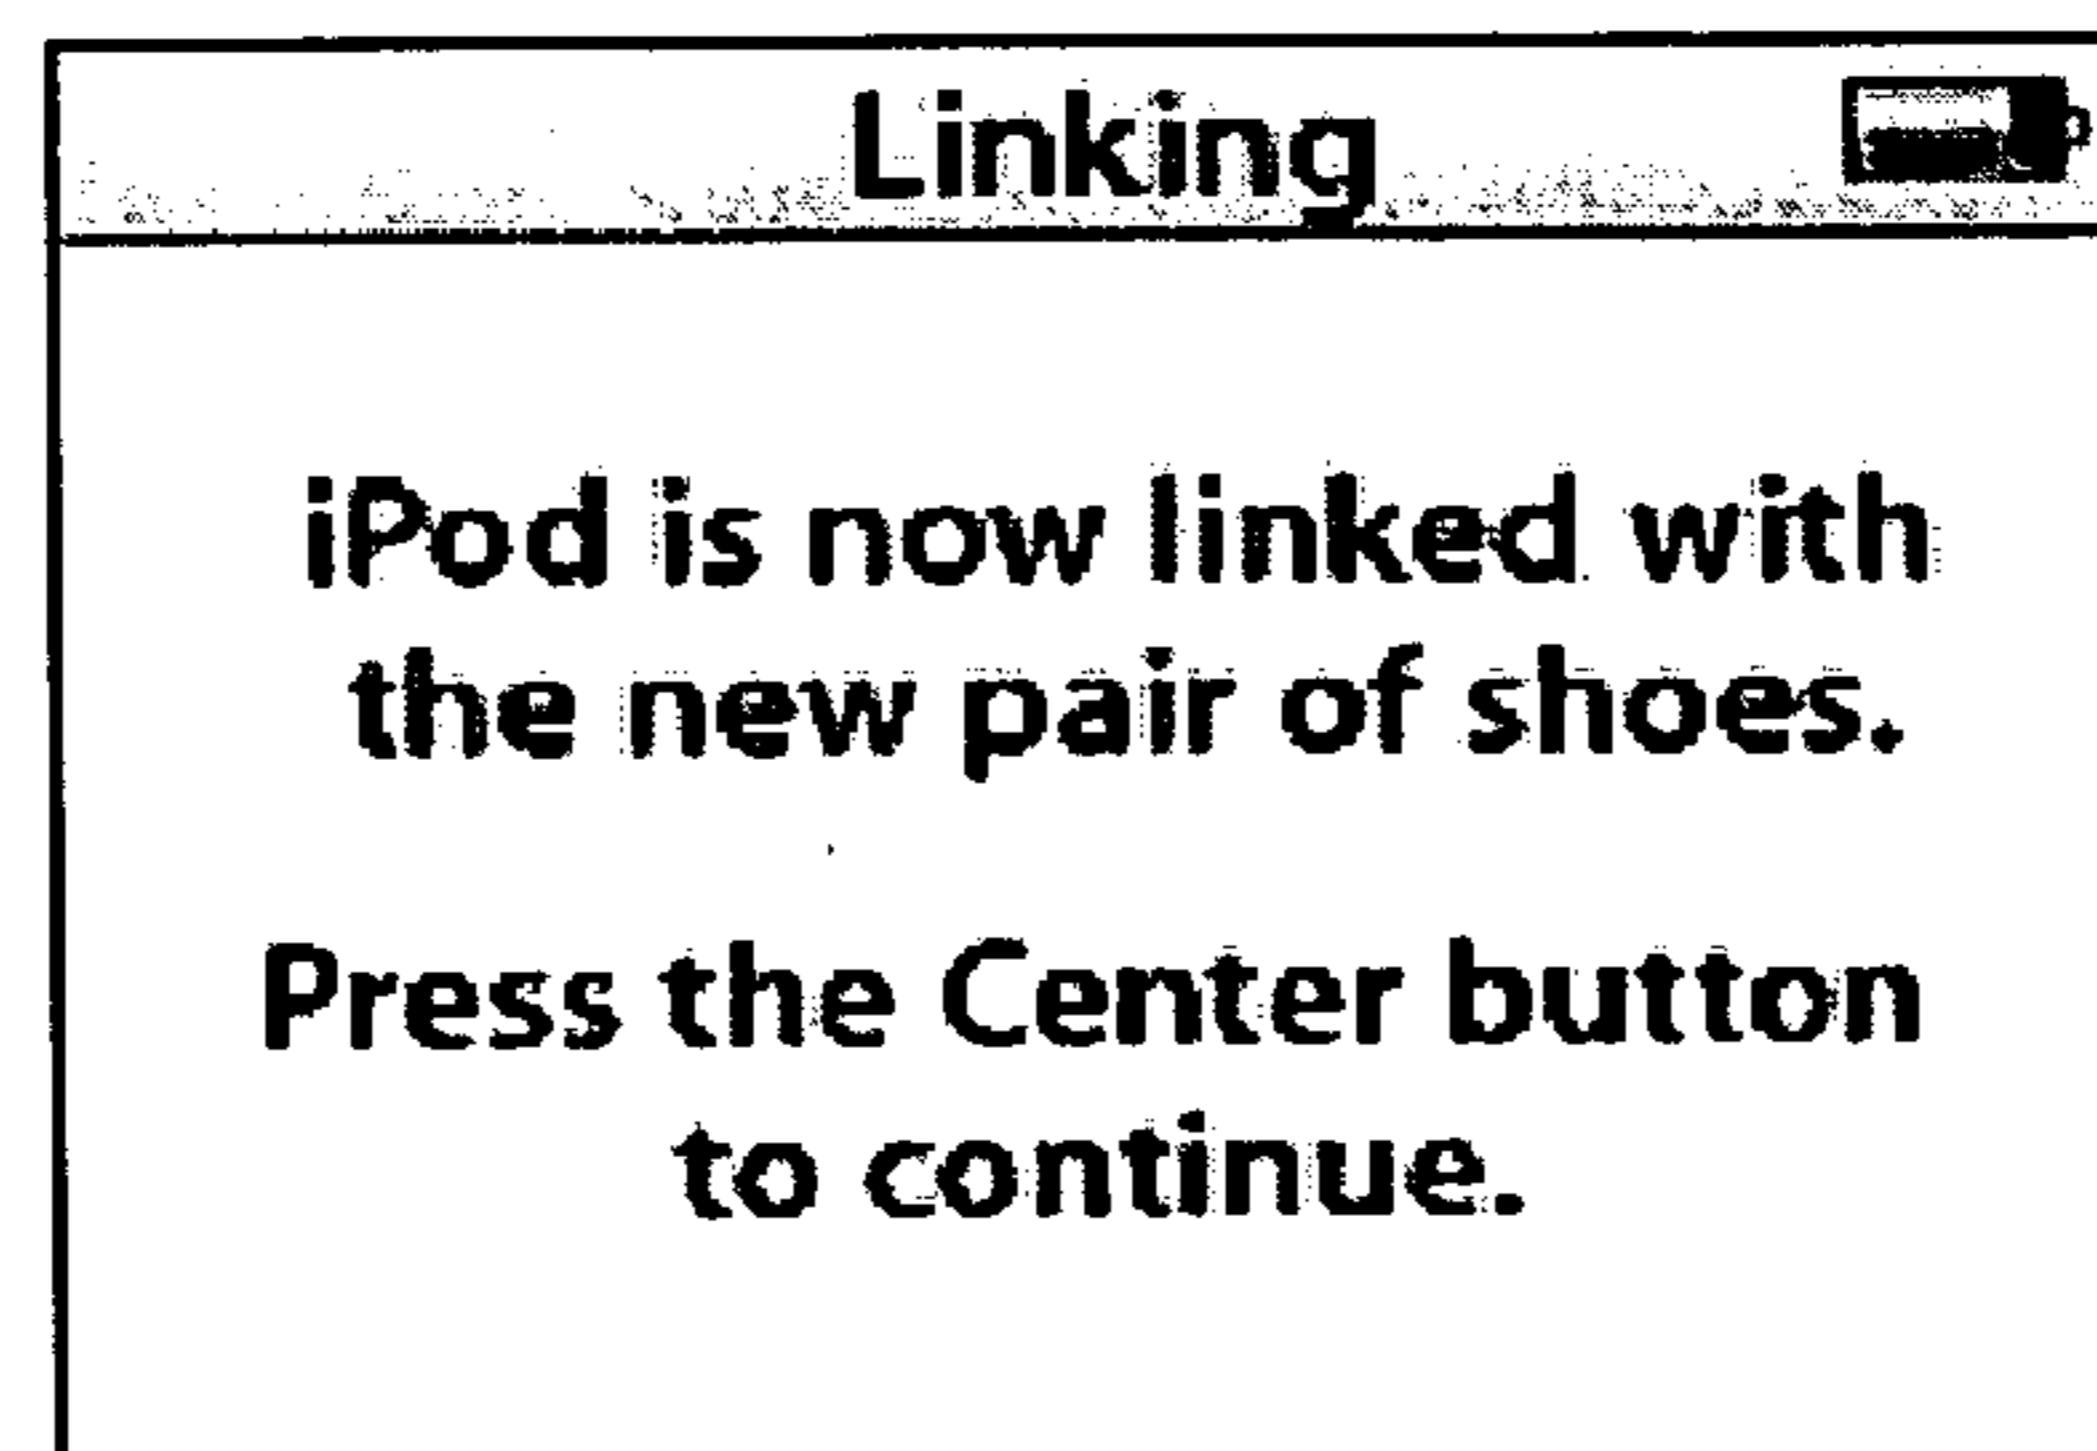 Linking
iPod is now linked with
the new pair of shoes.
Press the Center button
to continue.